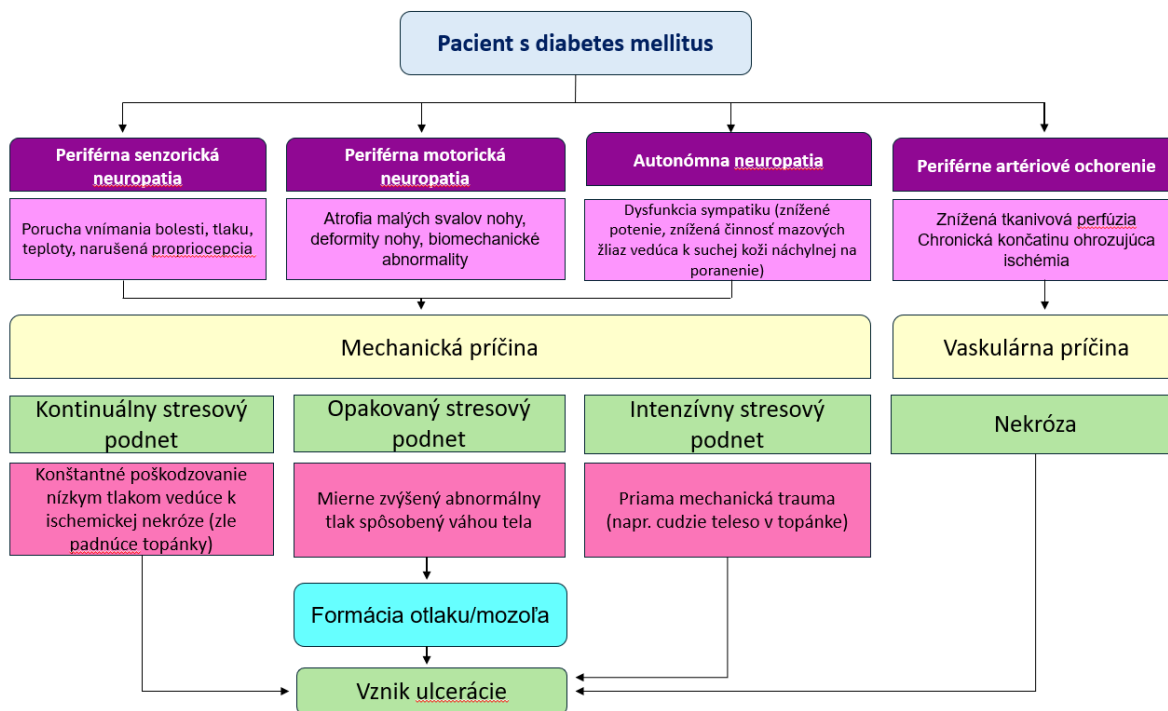 Pacient s diabetes mellitus
Periférna senzorická
neuropatia
Periférna motorická
neuropatia
Autonómna neuropatia
Periférne artériové ochorenie
Porucha vnímania bolesti, tlaku,
teploty, narušená propriocepcia
Atrofia malých svalov nohy,
deformity nohy, biomechanické
abnormality
Dysfunkcia sympatiku (znížené
potenie, znížená činnosť mazových
žliaz vedúca k suchej koži náchylnej na
poranenie)
Znížená tkanivová perfúzia
Chronická končatinu ohrozujúca
ischémia
Mechanická príčina
Vaskulárna príčina
Kontinuálny stresový
podnet
Opakovaný stresový
podnet
Intenzívny stresový
podnet
Nekróza
Konštantné poškodzovanie
nízkym tlakom vedúce k
ischemickej nekróze (zle
padnúce topánky)
Mierne zvýšený abnormálny
tlak spôsobený váhou tela
Priama mechanická trauma
(napr. cudzie teleso v topánke)
Formácia otlaku/mozoľa
Vznik ulcerácie